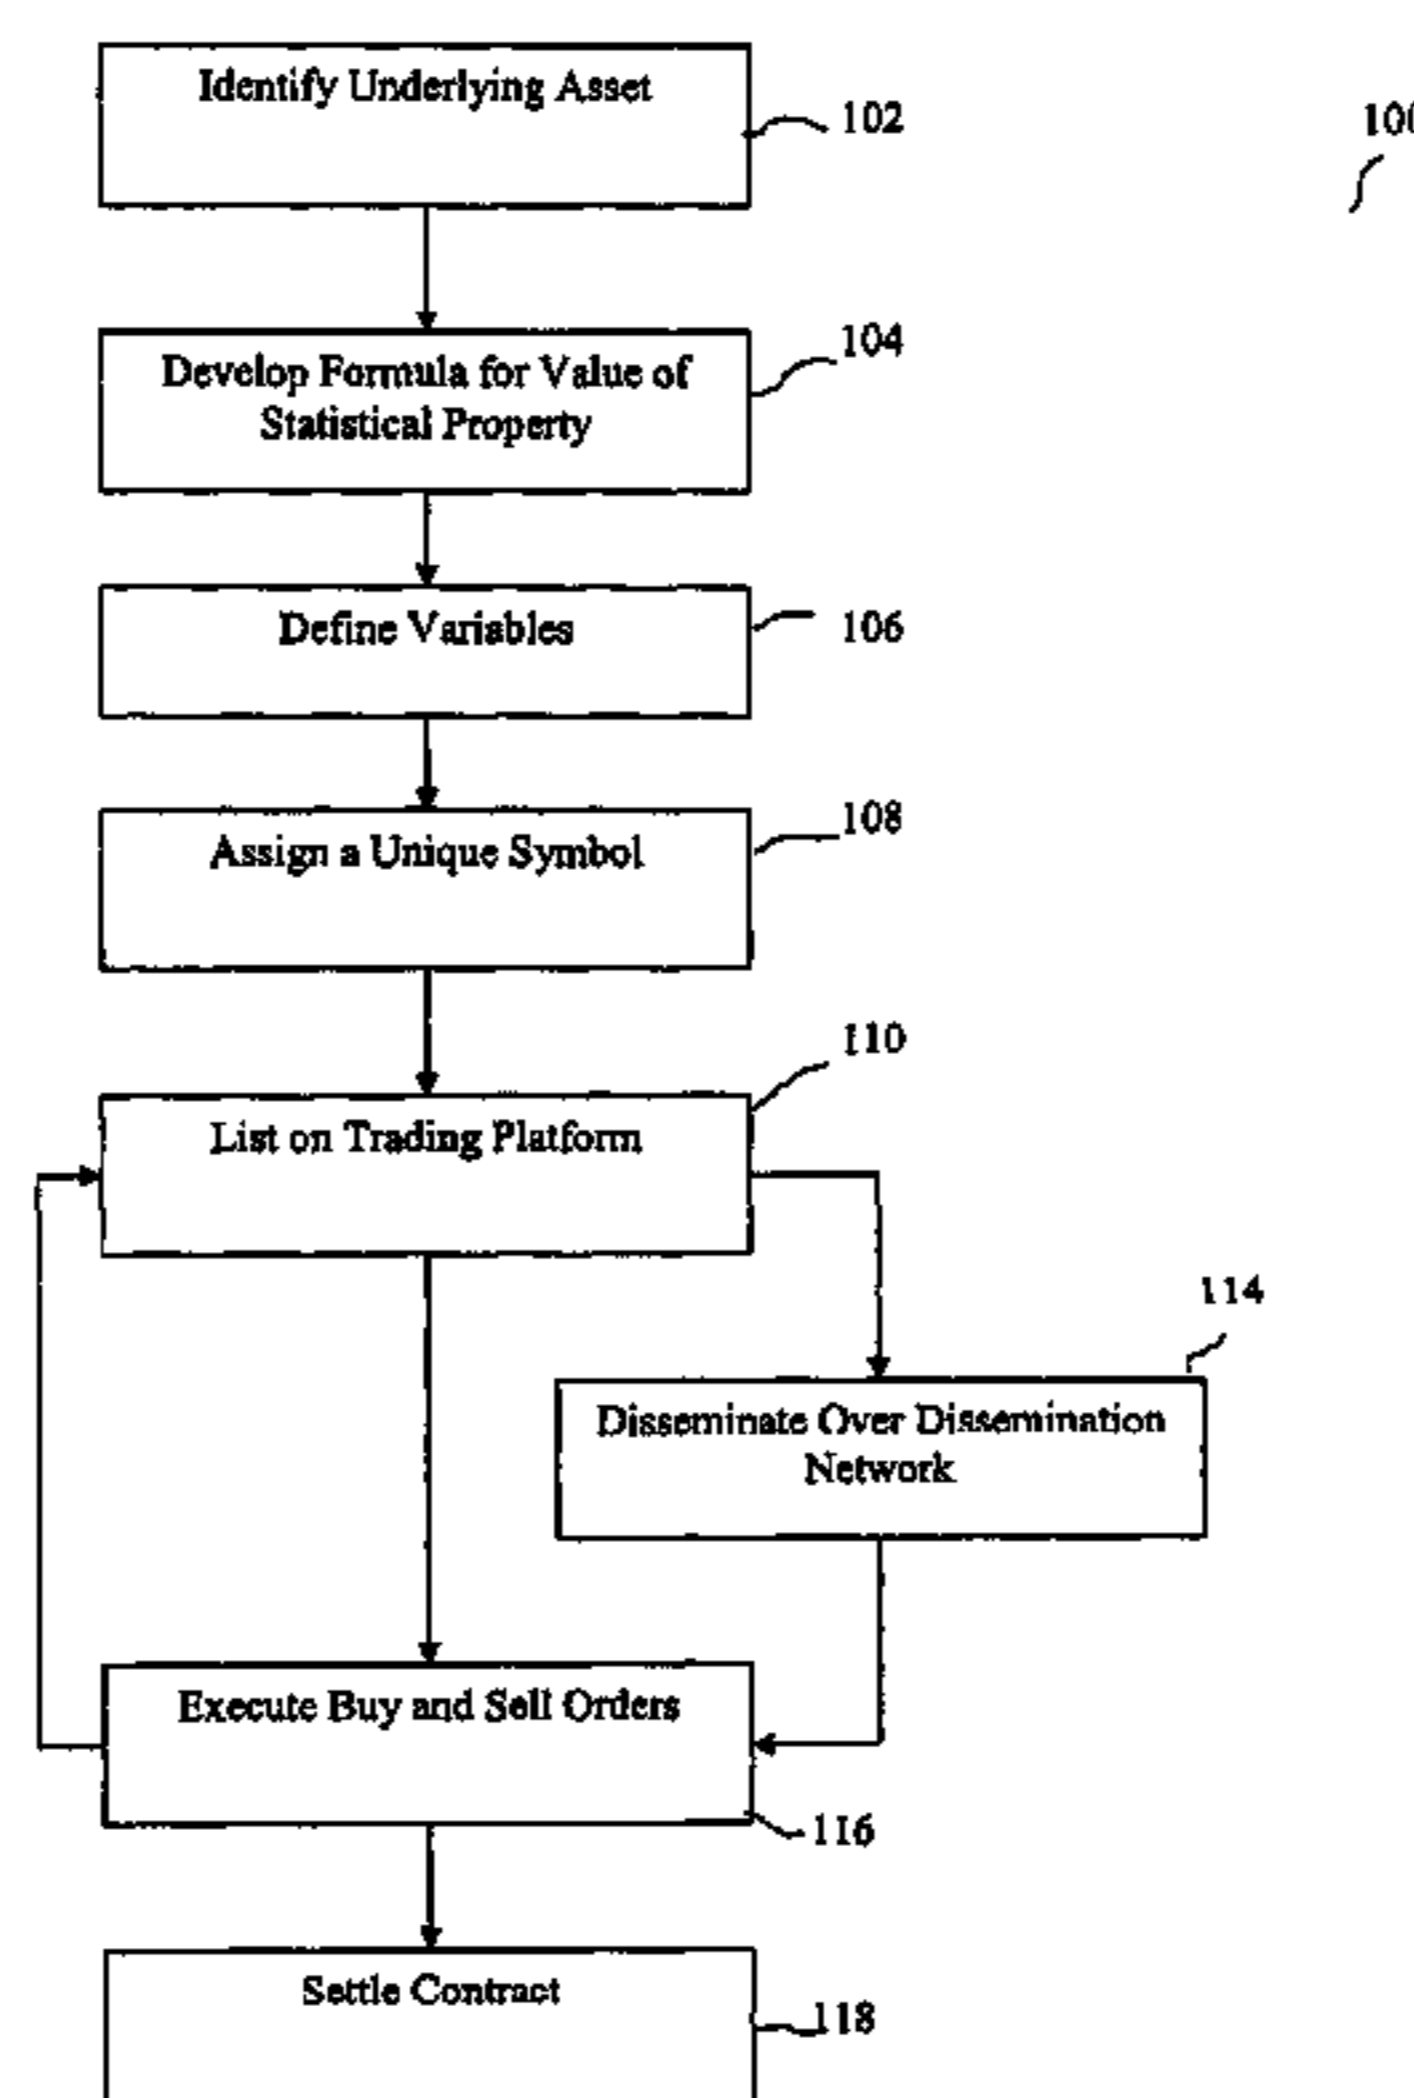 Identify Underlying Asset
102
100
Develop Formula for Value of
Statistical Property
104
Define Variables
106
Assign a Unique Symbol
108
List on Trading Platform
110
Disseminate Over Dissemination
Network
114
Execute Buy and Sell Orders
116
Settle Contract
118